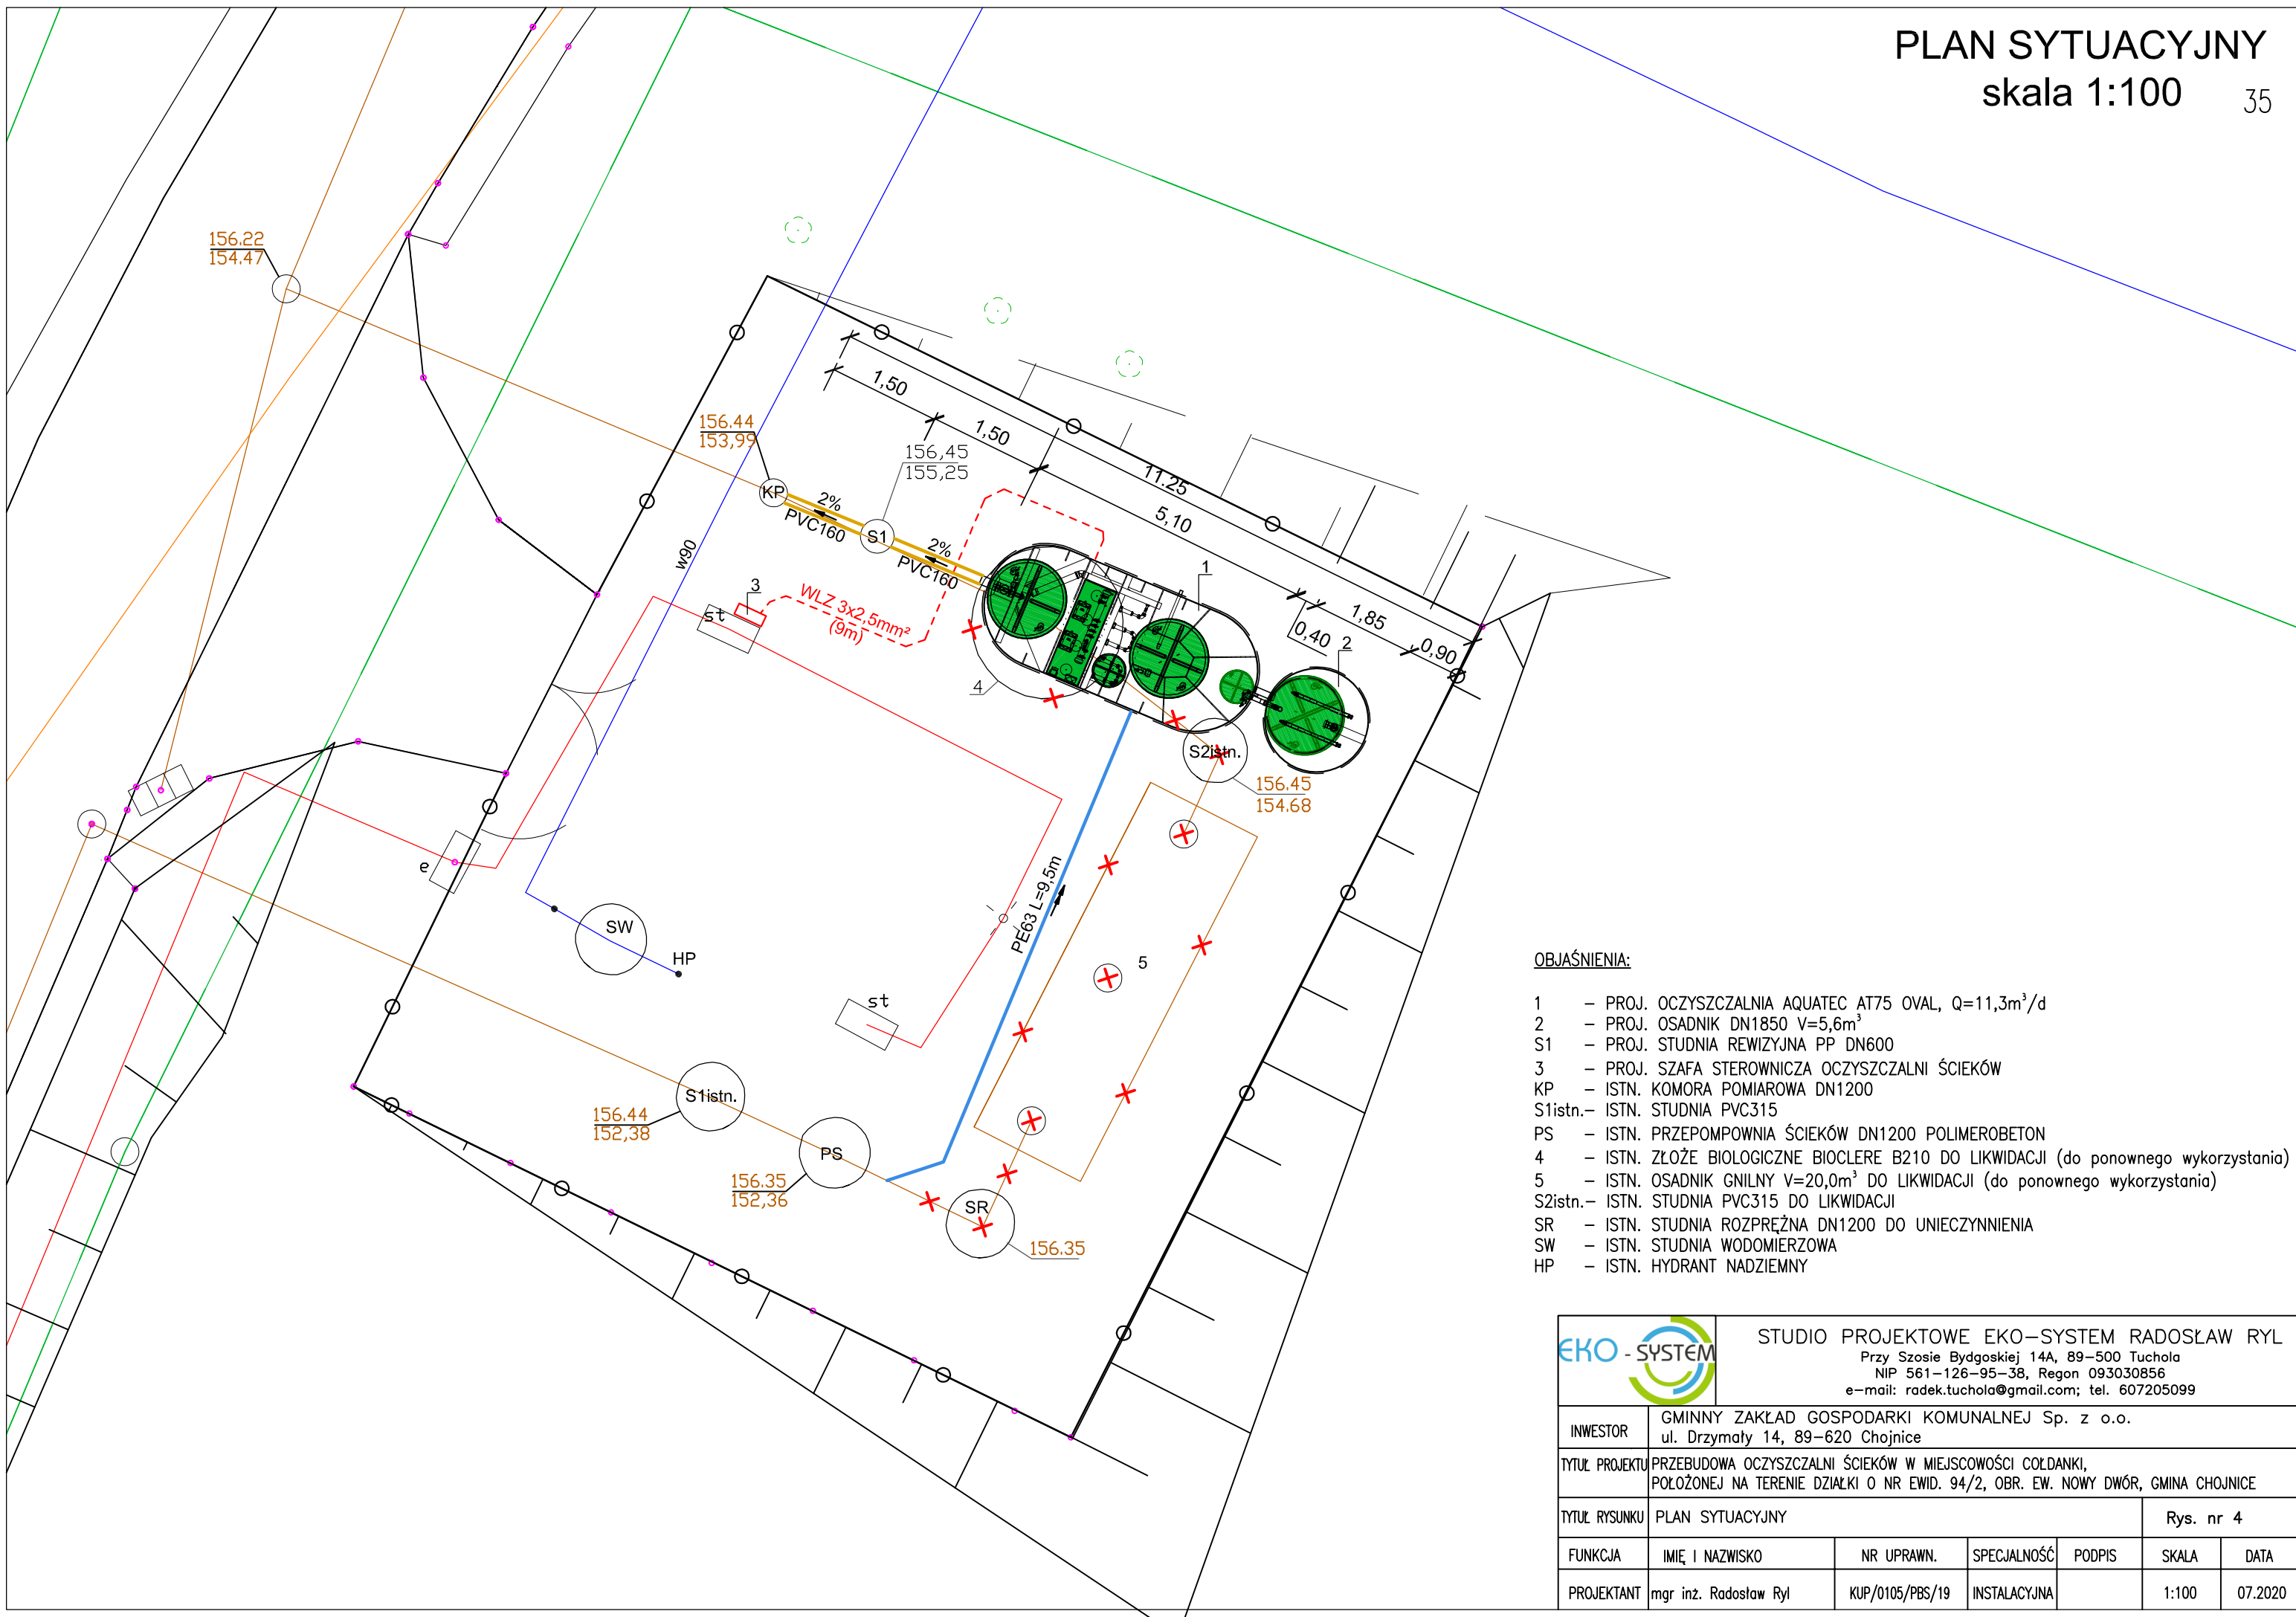 PLAN SYTUACYJNY
skala 1:100
35
156.22
154.47
1,50
1,50
11.25
5,10
0,40
1,85
0,90
156.44
153,99
156,45
155,25
KP
2%
PVC160
S1
2%
PVC160
w90
3
st
WLZ 3x2,5mm²
(9m)
1
2
4
S2istn.
156.45
154.68
e
PE63 L=9,5m
5
SW
HP
st
S1istn.
156.44
152,38
PS
156.35
152,36
SR
156.35
OBJAŚNIENIA:
1 – PROJ. OCZYSZCZALNIA AQUATEC AT75 OVAL, Q=11,3m³/d
2 – PROJ. OSADNIK DN1850 V=5,6m³
S1 – PROJ. STUDNIA REWIZYJNA PP DN600
3 – PROJ. SZAFA STEROWNICZA OCZYSZCZALNI ŚCIEKÓW
KP – ISTN. KOMORA POMIAROWA DN1200
S1istn.– ISTN. STUDNIA PVC315
PS – ISTN. PRZEPOMPOWNIA ŚCIEKÓW DN1200 POLIMEROBETON
4 – ISTN. ZŁOŻE BIOLOGICZNE BIOCLERE B210 DO LIKWIDACJI (do ponownego wykorzystania)
5 – ISTN. OSADNIK GNILNY V=20,0m³ DO LIKWIDACJI (do ponownego wykorzystania)
S2istn.– ISTN. STUDNIA PVC315 DO LIKWIDACJI
SR – ISTN. STUDNIA ROZPRĘŻNA DN1200 DO UNIECZYNNIENIA
SW – ISTN. STUDNIA WODOMIERZOWA
HP – ISTN. HYDRANT NADZIEMNY
EKO - SYSTEM
STUDIO PROJEKTOWE EKO–SYSTEM RADOSŁAW RYL
Przy Szosie Bydgoskiej 14A, 89–500 Tuchola
NIP 561–126–95–38, Regon 093030856
e–mail: radek.tuchola@gmail.com; tel. 607205099
INWESTOR
GMINNY ZAKŁAD GOSPODARKI KOMUNALNEJ Sp. z o.o.
ul. Drzymały 14, 89–620 Chojnice
TYTUŁ PROJEKTU
PRZEBUDOWA OCZYSZCZALNI ŚCIEKÓW W MIEJSCOWOŚCI COŁDANKI,
POŁOŻONEJ NA TERENIE DZIAŁKI O NR EWID. 94/2, OBR. EW. NOWY DWÓR, GMINA CHOJNICE
TYTUŁ RYSUNKU PLAN SYTUACYJNY Rys. nr 4
FUNKCJA IMIĘ I NAZWISKO NR UPRAWN. SPECJALNOŚĆ PODPIS SKALA DATA
PROJEKTANT mgr inż. Radosław Ryl KUP/0105/PBS/19 INSTALACYJNA 1:100 07.2020